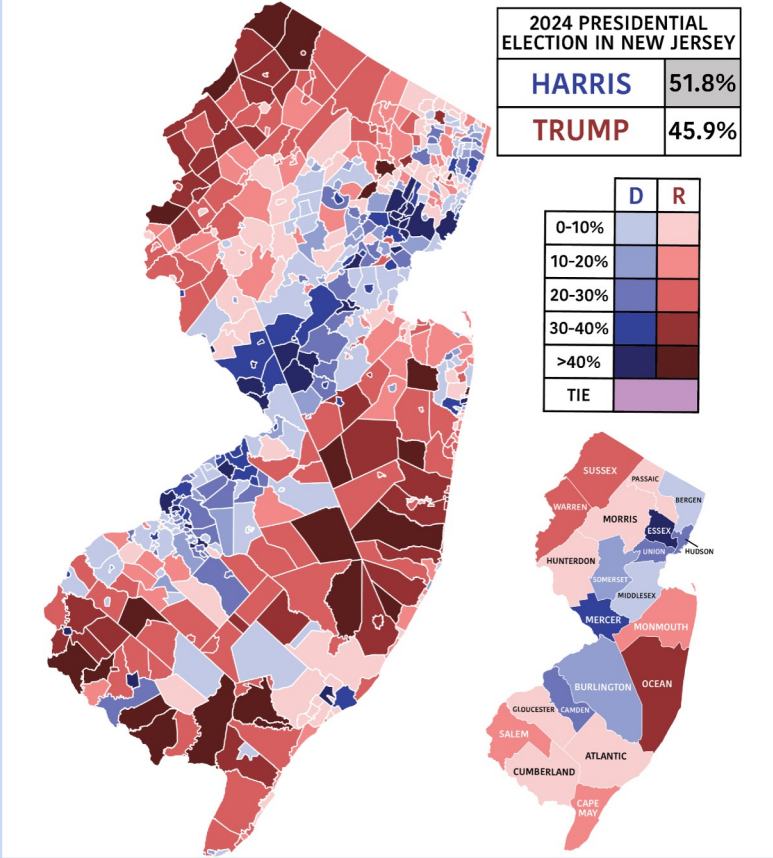 2024 PRESIDENTIAL
ELECTION IN NEW JERSEY
HARRIS 51.8%
TRUMP 45.9%
D R
0-10%
10-20%
20-30%
30-40%
>40%
TIE
SUSSEX
PASSAIC
BERGEN
WARREN
MORRIS
ESSEX
HUDSON
UNION
HUNTERDON
SOMERSET
MIDDLESEX
MERCER
MONMOUTH
OCEAN
BURLINGTON
CAMDEN
GLOUCESTER
SALEM
ATLANTIC
CUMBERLAND
CAPE
MAY